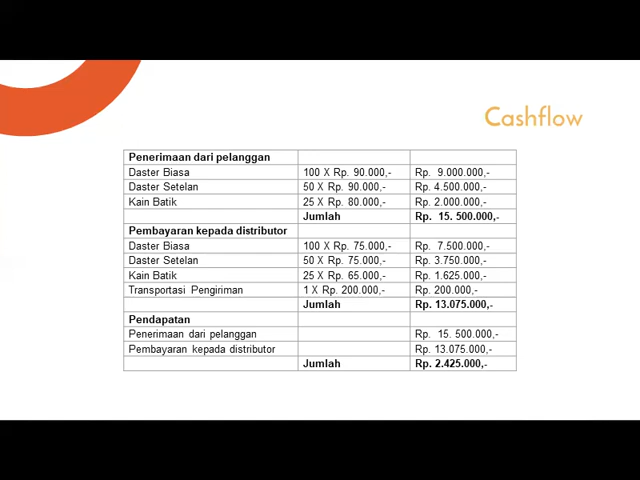 Cashflow
Penerimaan dari pelanggan
Daster Biasa 100 X Rp. 90.000,- Rp. 9.000.000,-
Daster Setelan 50 X Rp. 90.000,- Rp. 4.500.000,-
Kain Batik 25 X Rp. 80.000,- Rp. 2.000.000,-
Jumlah Rp. 15. 500.000,-
Pembayaran kepada distributor
Daster Biasa 100 X Rp. 75.000,- Rp. 7.500.000,-
Daster Setelan 50 X Rp. 75.000,- Rp. 3.750.000,-
Kain Batik 25 X Rp. 65.000,- Rp. 1.625.000,-
Transportasi Pengiriman 1 X Rp. 200.000,- Rp. 200.000,-
Jumlah Rp. 13.075.000,-
Pendapatan
Penerimaan dari pelanggan Rp. 15. 500.000,-
Pembayaran kepada distributor Rp. 13.075.000,-
Jumlah Rp. 2.425.000,-